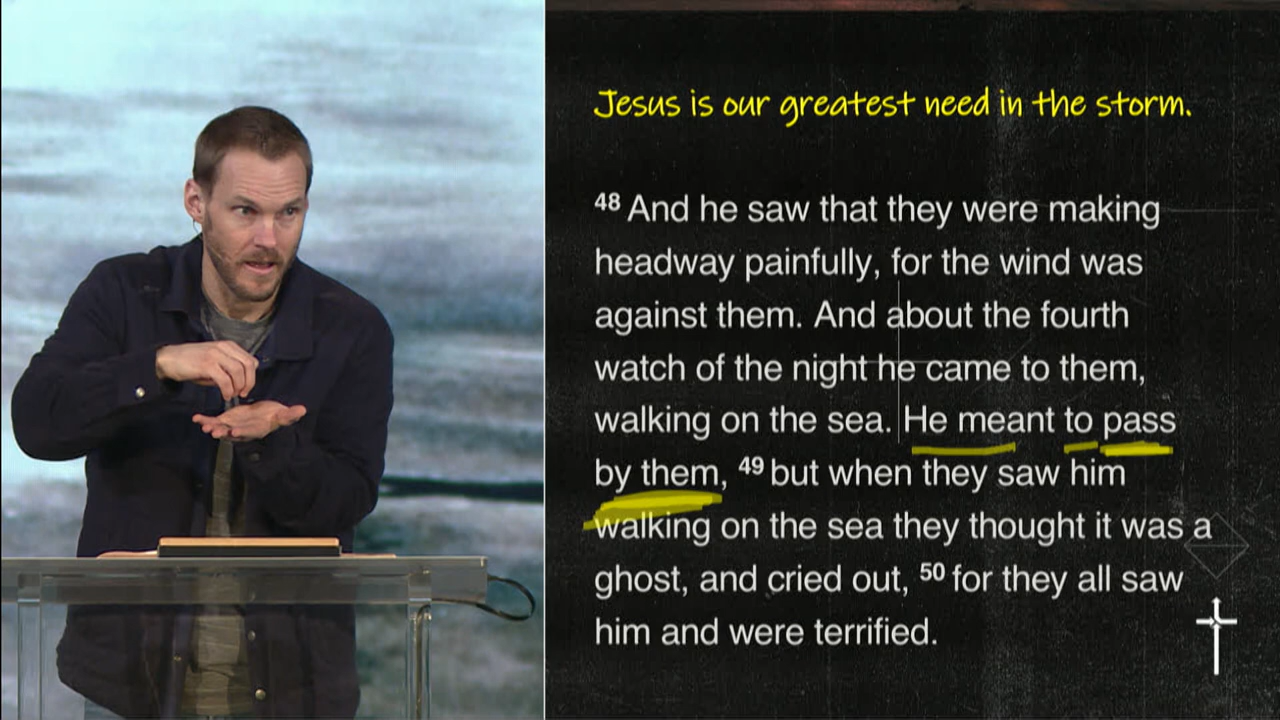 Jesus is our greatest need in the storm.
48 And he saw that they were making
headway painfully, for the wind was
against them. And about the fourth
watch of the night he came to them,
walking on the sea. He meant to pass
by them, 49 but when they saw him
walking on the sea they thought it was a
ghost, and cried out, 50 for they all saw
him and were terrified.